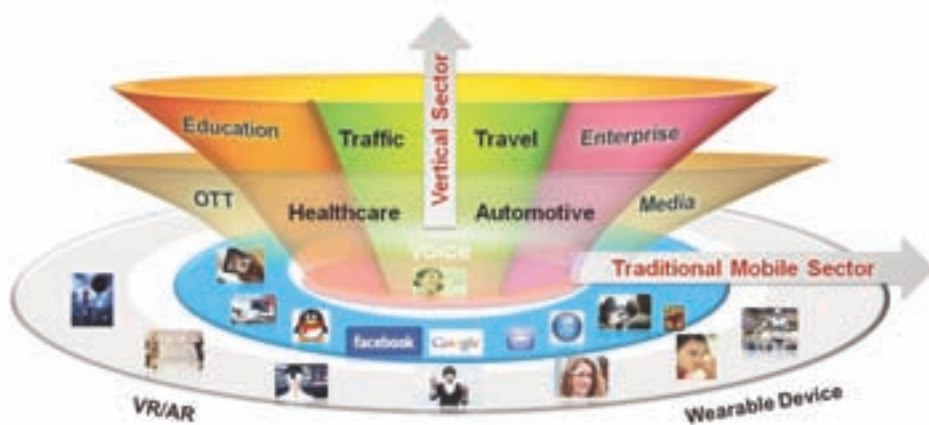 Vertical Sector
Education
Traffic
Travel
Enterprise
OTT
Healthcare
Automotive
Media
VOICE
Traditional Mobile Sector
facebook
Google
VR/AR
Wearable Device